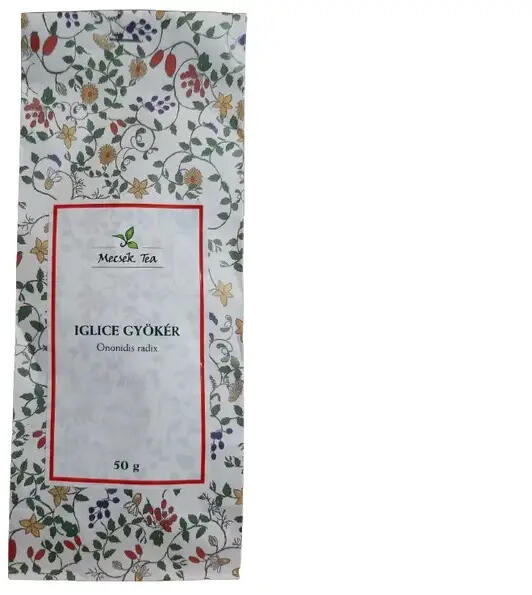 Mecsek Tea
IGLICE GYÖKÉR
Ononidis radix
50 g